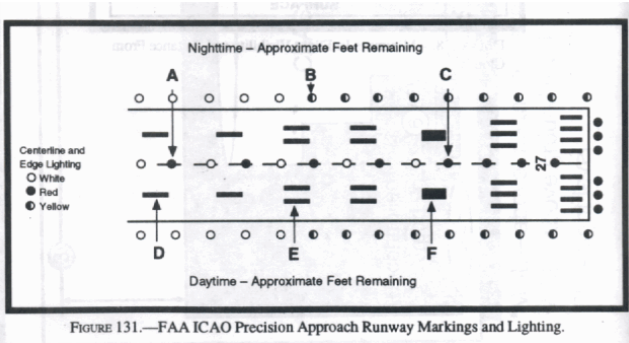 Nighttime – Approximate Feet Remaining
A B C
Centerline and
Edge Lighting
White
Red
Yellow
27
D E F
Daytime – Approximate Feet Remaining
FIGURE 131.—FAA ICAO Precision Approach Runway Markings and Lighting.